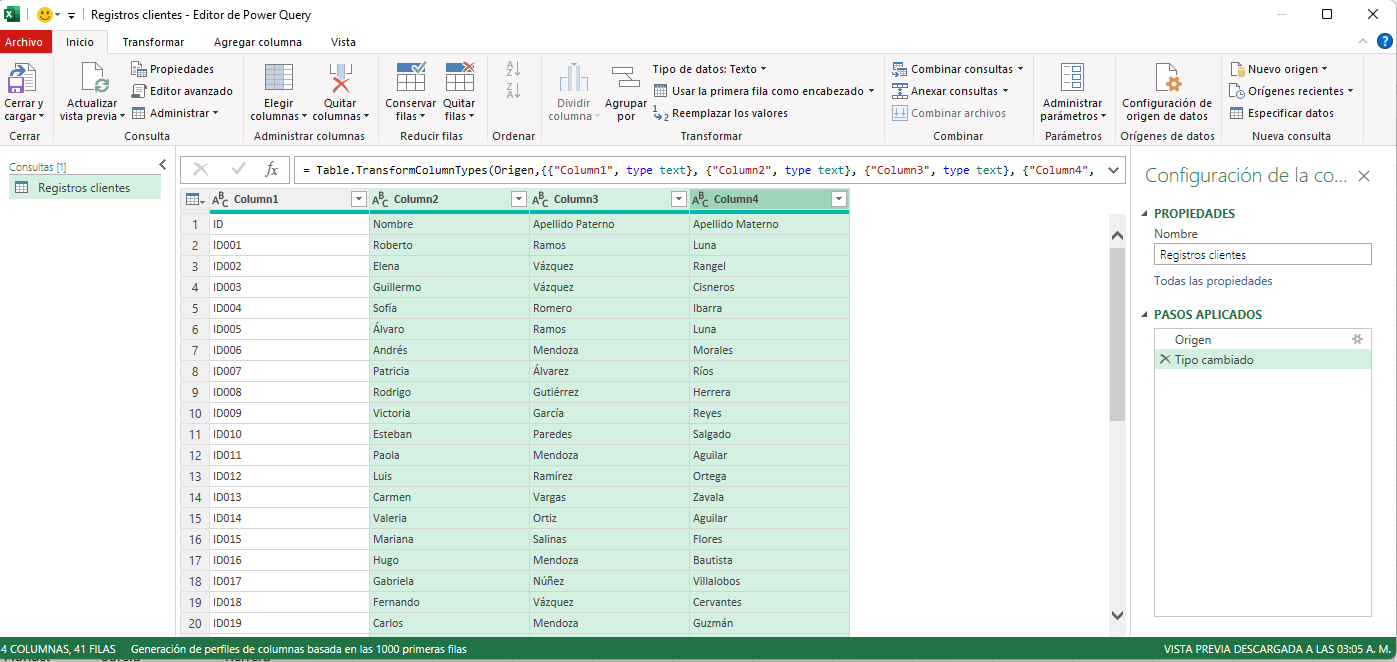 Registros clientes - Editor de Power Query
Archivo Inicio Transformar Agregar columna Vista
Cerrar y cargar
Cerrar
Actualizar vista previa
Propiedades
Editor avanzado
Administrar
Consulta
Elegir columnas
Quitar columnas
Administrar columnas
Conservar filas
Quitar filas
Reducir filas
Ordenar
Dividir columna
Agrupar por
Tipo de datos: Texto
Usar la primera fila como encabezado
Reemplazar los valores
Transformar
Combinar consultas
Anexar consultas
Combinar archivos
Combinar
Administrar parámetros
Parámetros
Configuración de origen de datos
Orígenes de datos
Nuevo origen
Orígenes recientes
Especificar datos
Nueva consulta
Consultas [1]
Registros clientes
fx = Table.TransformColumnTypes(Origen,{{"Column1", type text}, {"Column2", type text}, {"Column3", type text}, {"Column4",
ABC Column1 ABC Column2 ABC Column3 ABC Column4
1 ID Nombre Apellido Paterno Apellido Materno
2 ID001 Roberto Ramos Luna
3 ID002 Elena Vázquez Rangel
4 ID003 Guillermo Vázquez Cisneros
5 ID004 Sofía Romero Ibarra
6 ID005 Álvaro Ramos Luna
7 ID006 Andrés Mendoza Morales
8 ID007 Patricia Álvarez Ríos
9 ID008 Rodrigo Gutiérrez Herrera
10 ID009 Victoria García Reyes
11 ID010 Esteban Paredes Salgado
12 ID011 Paola Mendoza Aguilar
13 ID012 Luis Ramírez Ortega
14 ID013 Carmen Vargas Zavala
15 ID014 Valeria Ortiz Aguilar
16 ID015 Mariana Salinas Flores
17 ID016 Hugo Mendoza Bautista
18 ID017 Gabriela Núñez Villalobos
19 ID018 Fernando Vázquez Cervantes
20 ID019 Carlos Mendoza Guzmán
Configuración de la co...
PROPIEDADES
Nombre
Registros clientes
Todas las propiedades
PASOS APLICADOS
Origen
Tipo cambiado
4 COLUMNAS, 41 FILAS Generación de perfiles de columnas basada en las 1000 primeras filas
VISTA PREVIA DESCARGADA A LAS 03:05 A. M.